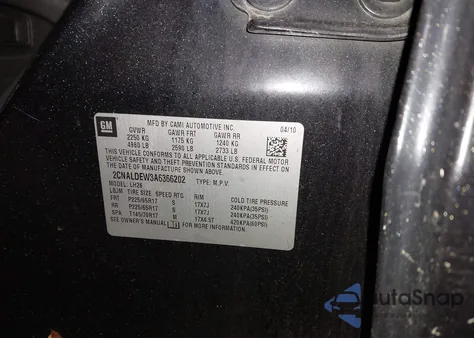 GM
MFD BY CAMI AUTOMOTIVE INC.
04/10
GVWR GAWR FRT GAWR RR
2250 KG 1175 KG 1240 KG
4960 LB 2590 LB 2733 LB
THIS VEHICLE CONFORMS TO ALL APPLICABLE U.S. FEDERAL MOTOR
VEHICLE SAFETY AND THEFT PREVENTION STANDARDS IN EFFECT ON
THE DATE OF MANUFACTURE SHOWN ABOVE.
2CNALDEW3A6366202 TYPE: M.P.V.
MODEL: LH26
LBJM TIRE SIZE SPEED RTG RIM COLD TIRE PRESSURE
FRT P225/65R17 S 17X7J 240KPA(35PSI)
RR P225/65R17 S 17X7J 240KPA(35PSI)
SPA T145/70R17 M 17X4.5T 420KPA(60PSI)
SEE OWNER'S MANUAL FOR MORE INFORMATION.
AutoSnap